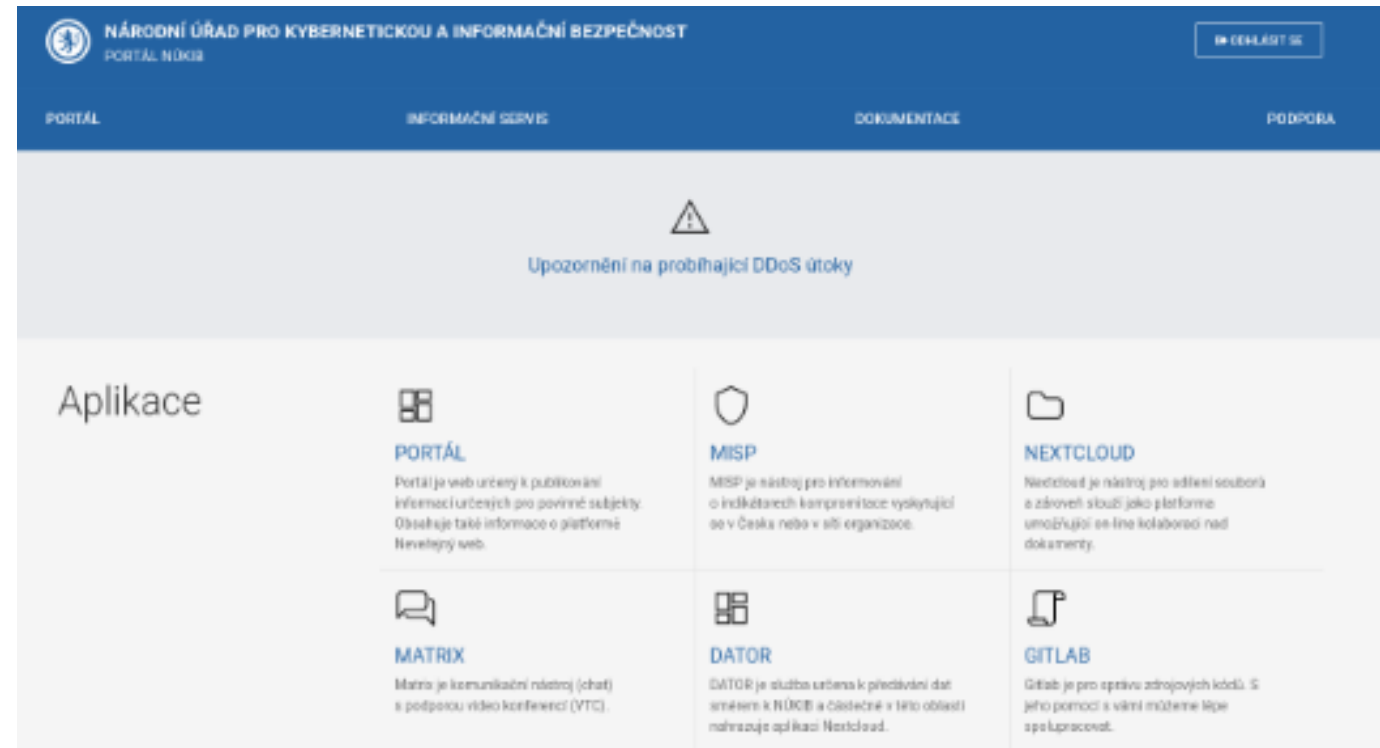 NÁRODNÍ ÚŘAD PRO KYBERNETICKOU A INFORMAČNÍ BEZPEČNOST
PORTÁL NÚKIB
ODHLÁSIT SE
PORTÁL
INFORMAČNÍ SERVIS
DOKUMENTACE
PODPORA
Upozornění na probíhající DDoS útoky
Aplikace
PORTÁL
Portál je web určený k publikování
informací určených pro povinné subjekty.
Obsahuje také informace o platformě
Neveřejný web.
MISP
MISP je nástroj pro informování
o indikátorech kompromitace vyskytující
se v Česku nebo v síti organizace.
NEXTCLOUD
Nextcloud je nástroj pro sdílení souborů
a zároveň slouží jako platforma
umožňující on-line kolaboraci nad
dokumenty.
MATRIX
Matrix je komunikační nástroj (chat)
s podporou video konferencí (VTC).
DATOR
DATOR je služba určena k předávání dat
směrem k NÚKIB a částečně v této oblasti
nahrazuje aplikaci Nextcloud.
GITLAB
Gitlab je pro správu zdrojových kódů. S
jeho pomocí s vámi můžeme lépe
spolupracovat.